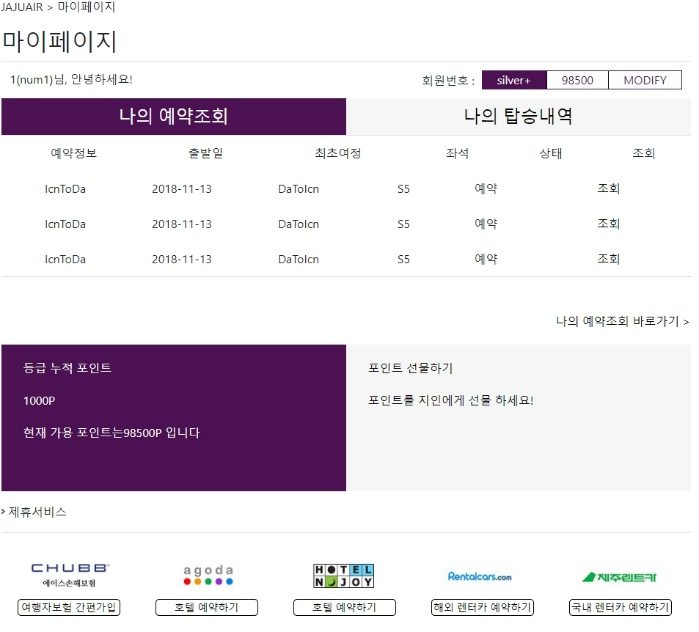 JAJUAIR > 마이페이지
마이페이지
1(num1)님, 안녕하세요!
회원번호 : silver+ 98500 MODIFY
나의 예약조회 나의 탑승내역
예약정보 출발일 최초여정 좌석 상태 조회
IcnToDa 2018-11-13 DaToIcn S5 예약 조회
IcnToDa 2018-11-13 DaToIcn S5 예약 조회
IcnToDa 2018-11-13 DaToIcn S5 예약 조회
나의 예약조회 바로가기 >
등급 누적 포인트 포인트 선물하기
1000P 포인트를 지인에게 선물 하세요!
현재 가용 포인트는98500P 입니다
› 제휴서비스
CHUBB agoda HOTEL Rentalcars.com 제주렌트카
에이스손해보험 NJOY
여행자보험 간편가입 호텔 예약하기 호텔 예약하기 해외 렌터카 예약하기 국내 렌터카 예약하기